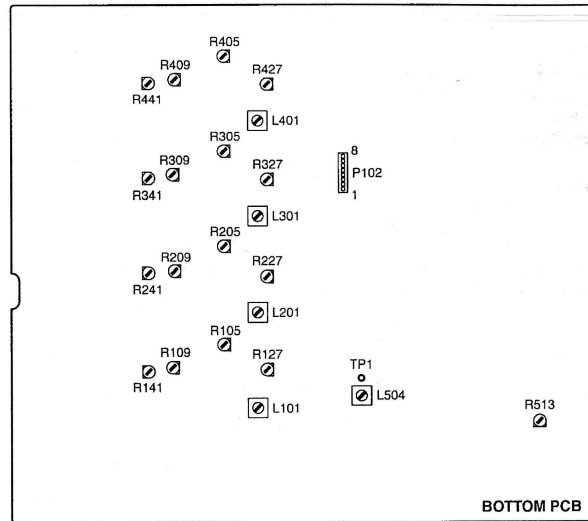 R405
R409
R427
R441
L401
R305
8
R309
R327
P102
R341
1
L301
R205
R209
R227
R241
L201
R105
TP1
R109
R127
R141
L504
L101
R513
BOTTOM PCB